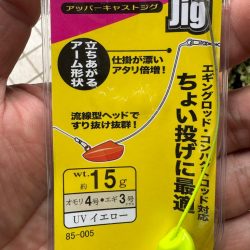 アッパーキャストジグ
Jig
立ちあがる
アーム形状
仕掛が漂い
アタリ倍増!
エギングロッド・コンパクトロッド対応
ちょい投げに最適
流線型ヘッドで
すり抜け抜群!
wt.
約15g
オモリ4号・エギ3号
UVイエロー
85-005